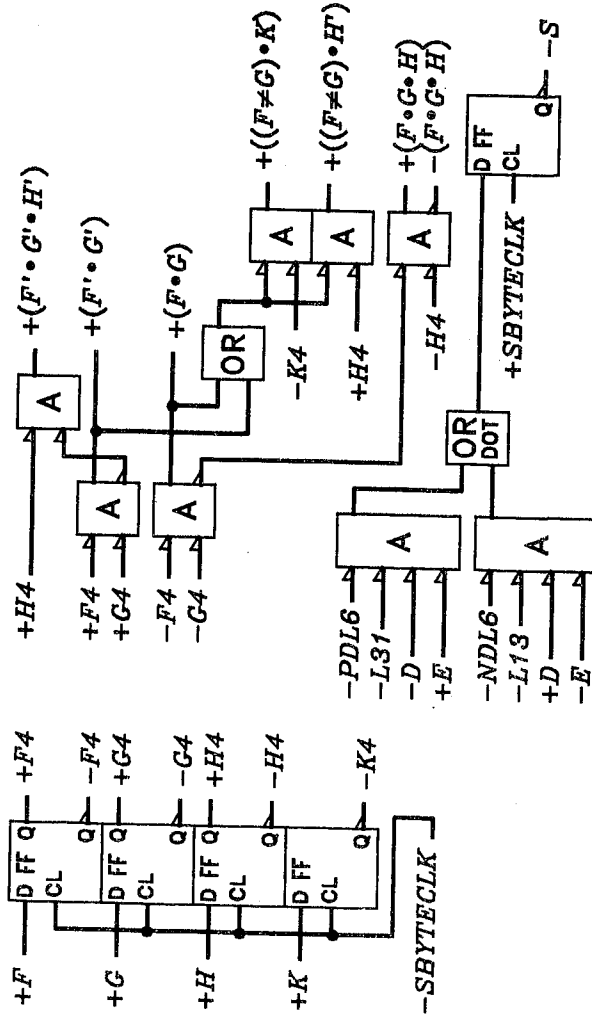 +F
D FF Q
+F4
CL
Q
-F4
+G
D FF Q
+G4
CL
Q
-G4
+H
D FF Q
+H4
CL
Q
-H4
+K
D FF
CL
Q
-K4
-SBYTECLK
+H4
A
+(F'•G'•H')
+F4
+G4
A
+(F'•G')
-F4
-G4
A
+(F•G)
OR
-K4
A
+((F≠G)•K)
+H4
A
+((F≠G)•H')
-H4
A
+(F•G•H)
-(F•G•H)
-PDL6
-L31
-D
+E
A
-NDL6
-L13
+D
-E
A
OR
DOT
D FF
+SBYTECLK
CL
Q
-S